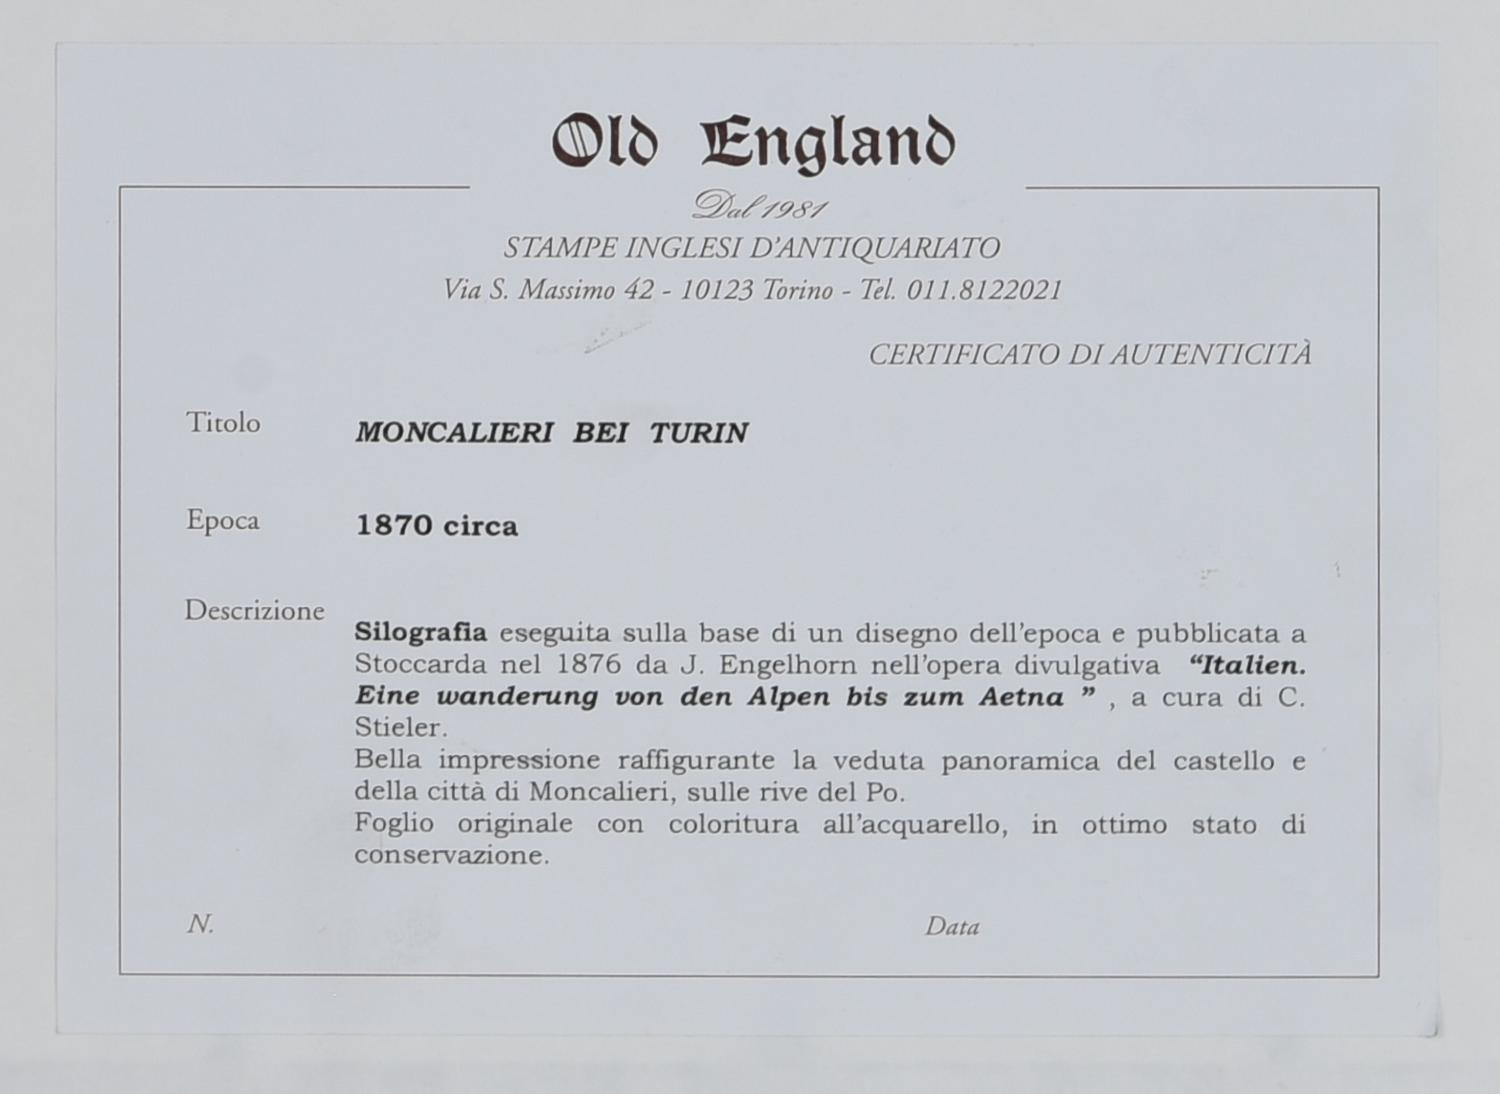 Old England
Dal 1981
STAMPE INGLESI D'ANTIQUARIATO
Via S. Massimo 42 - 10123 Torino - Tel. 011.8122021
CERTIFICATO DI AUTENTICITÀ
Titolo MONCALIERI BEI TURIN
Epoca 1870 circa
Descrizione
Silografia eseguita sulla base di un disegno dell'epoca e pubblicata a
Stoccarda nel 1876 da J. Engelhorn nell'opera divulgativa “Italien.
Eine wanderung von den Alpen bis zum Aetna ” , a cura di C.
Stieler.
Bella impressione raffigurante la veduta panoramica del castello e
della città di Moncalieri, sulle rive del Po.
Foglio originale con coloritura all'acquarello, in ottimo stato di
conservazione.
N. Data